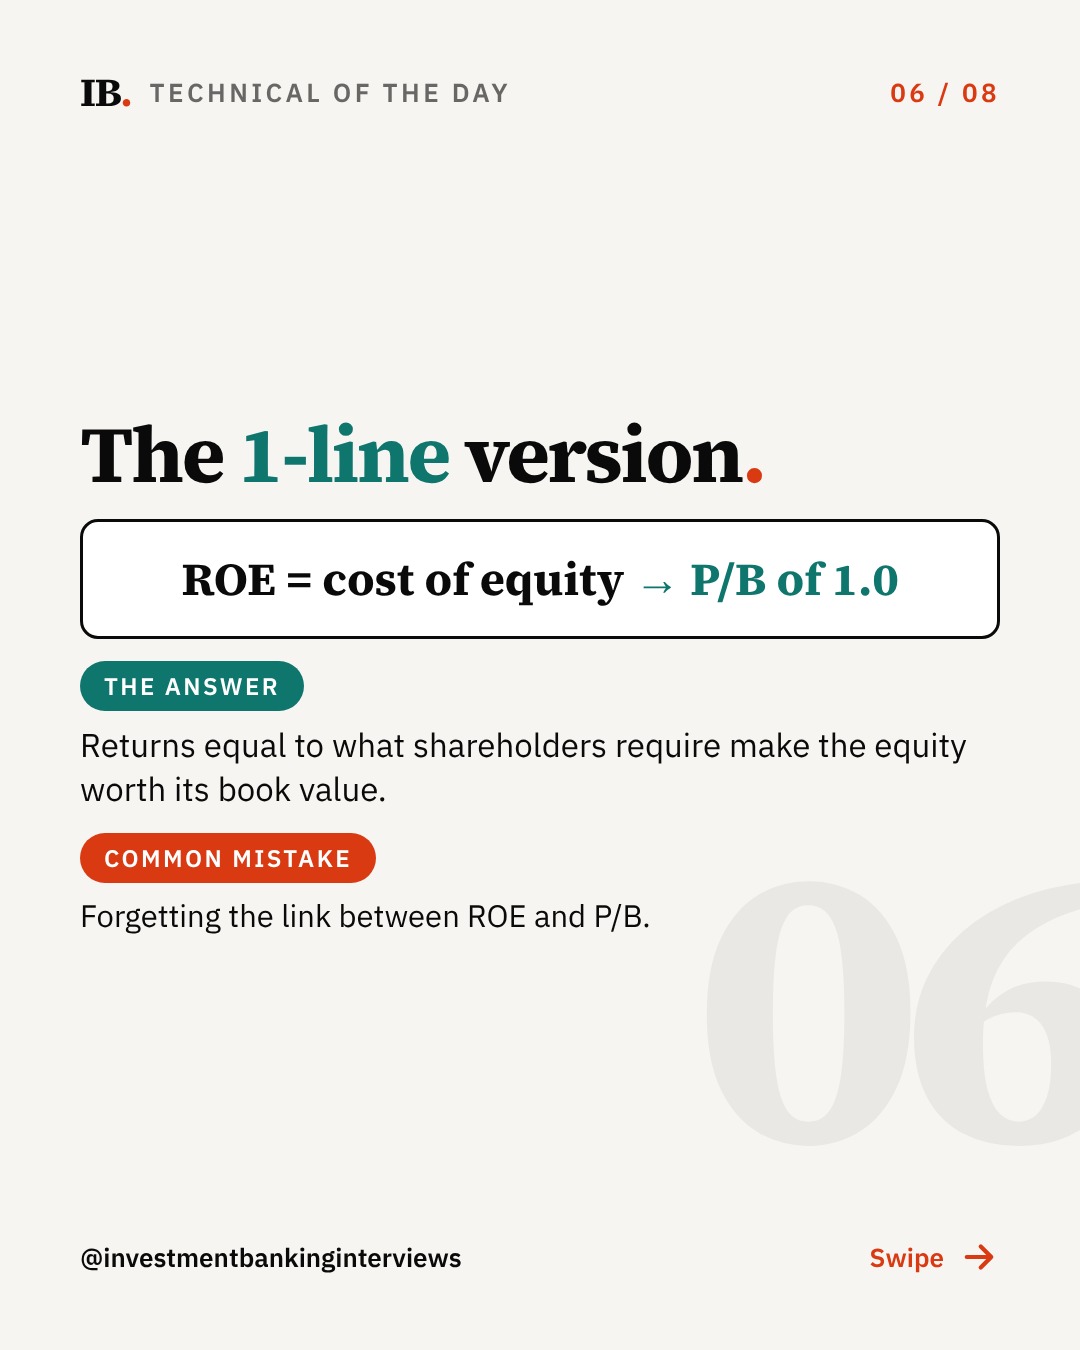 IB. TECHNICAL OF THE DAY
06 / 08
The 1-line version.
ROE = cost of equity → P/B of 1.0
THE ANSWER
Returns equal to what shareholders require make the equity
worth its book value.
COMMON MISTAKE
Forgetting the link between ROE and P/B.
06
@investmentbankinginterviews
Swipe →